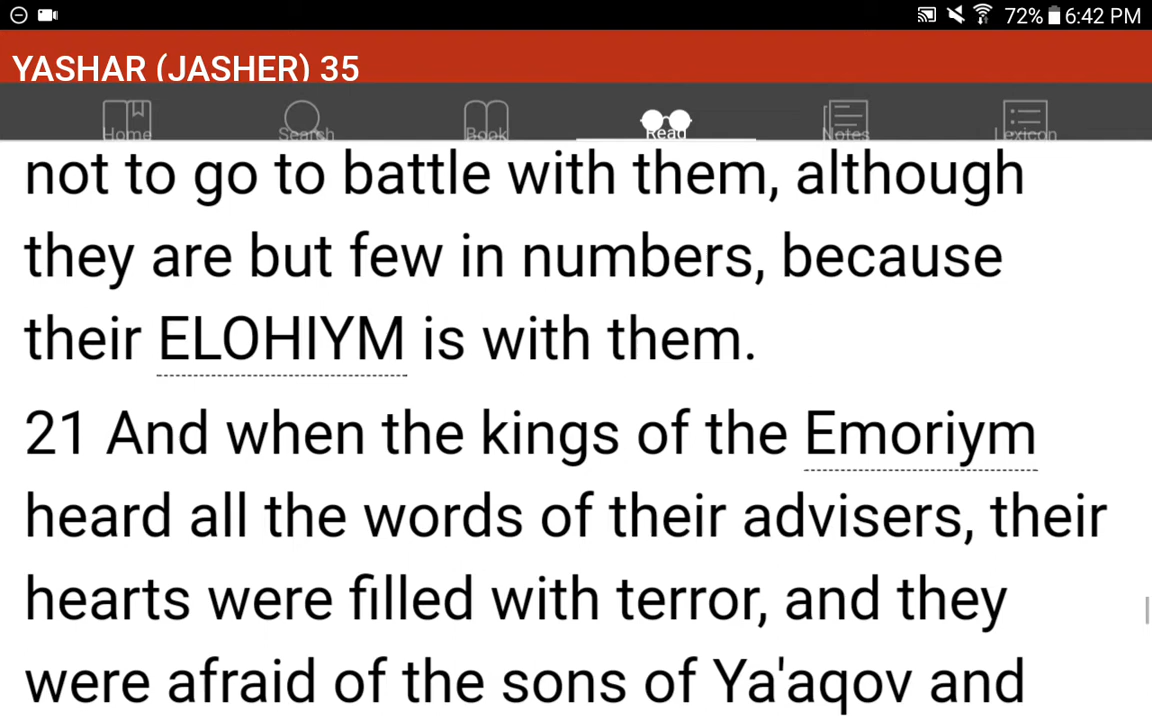 72% 6:42 PM
YASHAR (JASHER) 35
Home Search Book Read Notes Lexicon
not to go to battle with them, although
they are but few in numbers, because
their ELOHIYM is with them.
21 And when the kings of the Emoriym
heard all the words of their advisers, their
hearts were filled with terror, and they
were afraid of the sons of Ya'aqov and